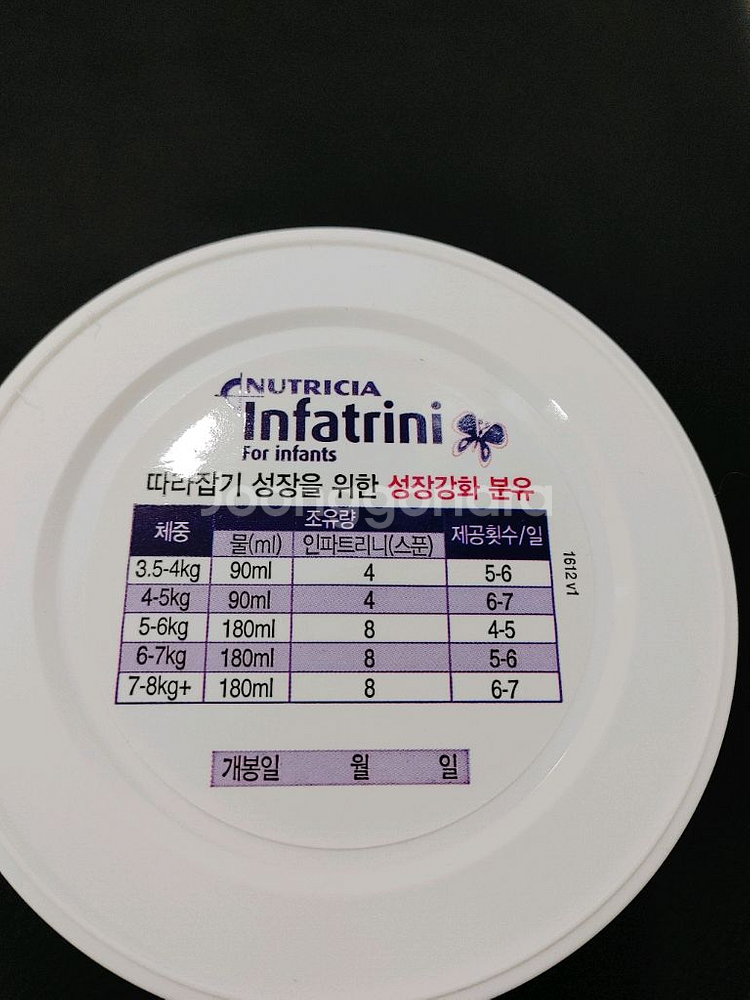 NUTRICIA
Infatrini®
For infants
따라잡기 성장을 위한 성장강화 분유
체중 조유량 제공횟수/일
물(ml) 인파트리니(스푼)
3.5-4kg 90ml 4 5-6
4-5kg 90ml 4 6-7
5-6kg 180ml 8 4-5
6-7kg 180ml 8 5-6
7-8kg+ 180ml 8 6-7
1612 v1
개봉일 월 일
Joonggonara